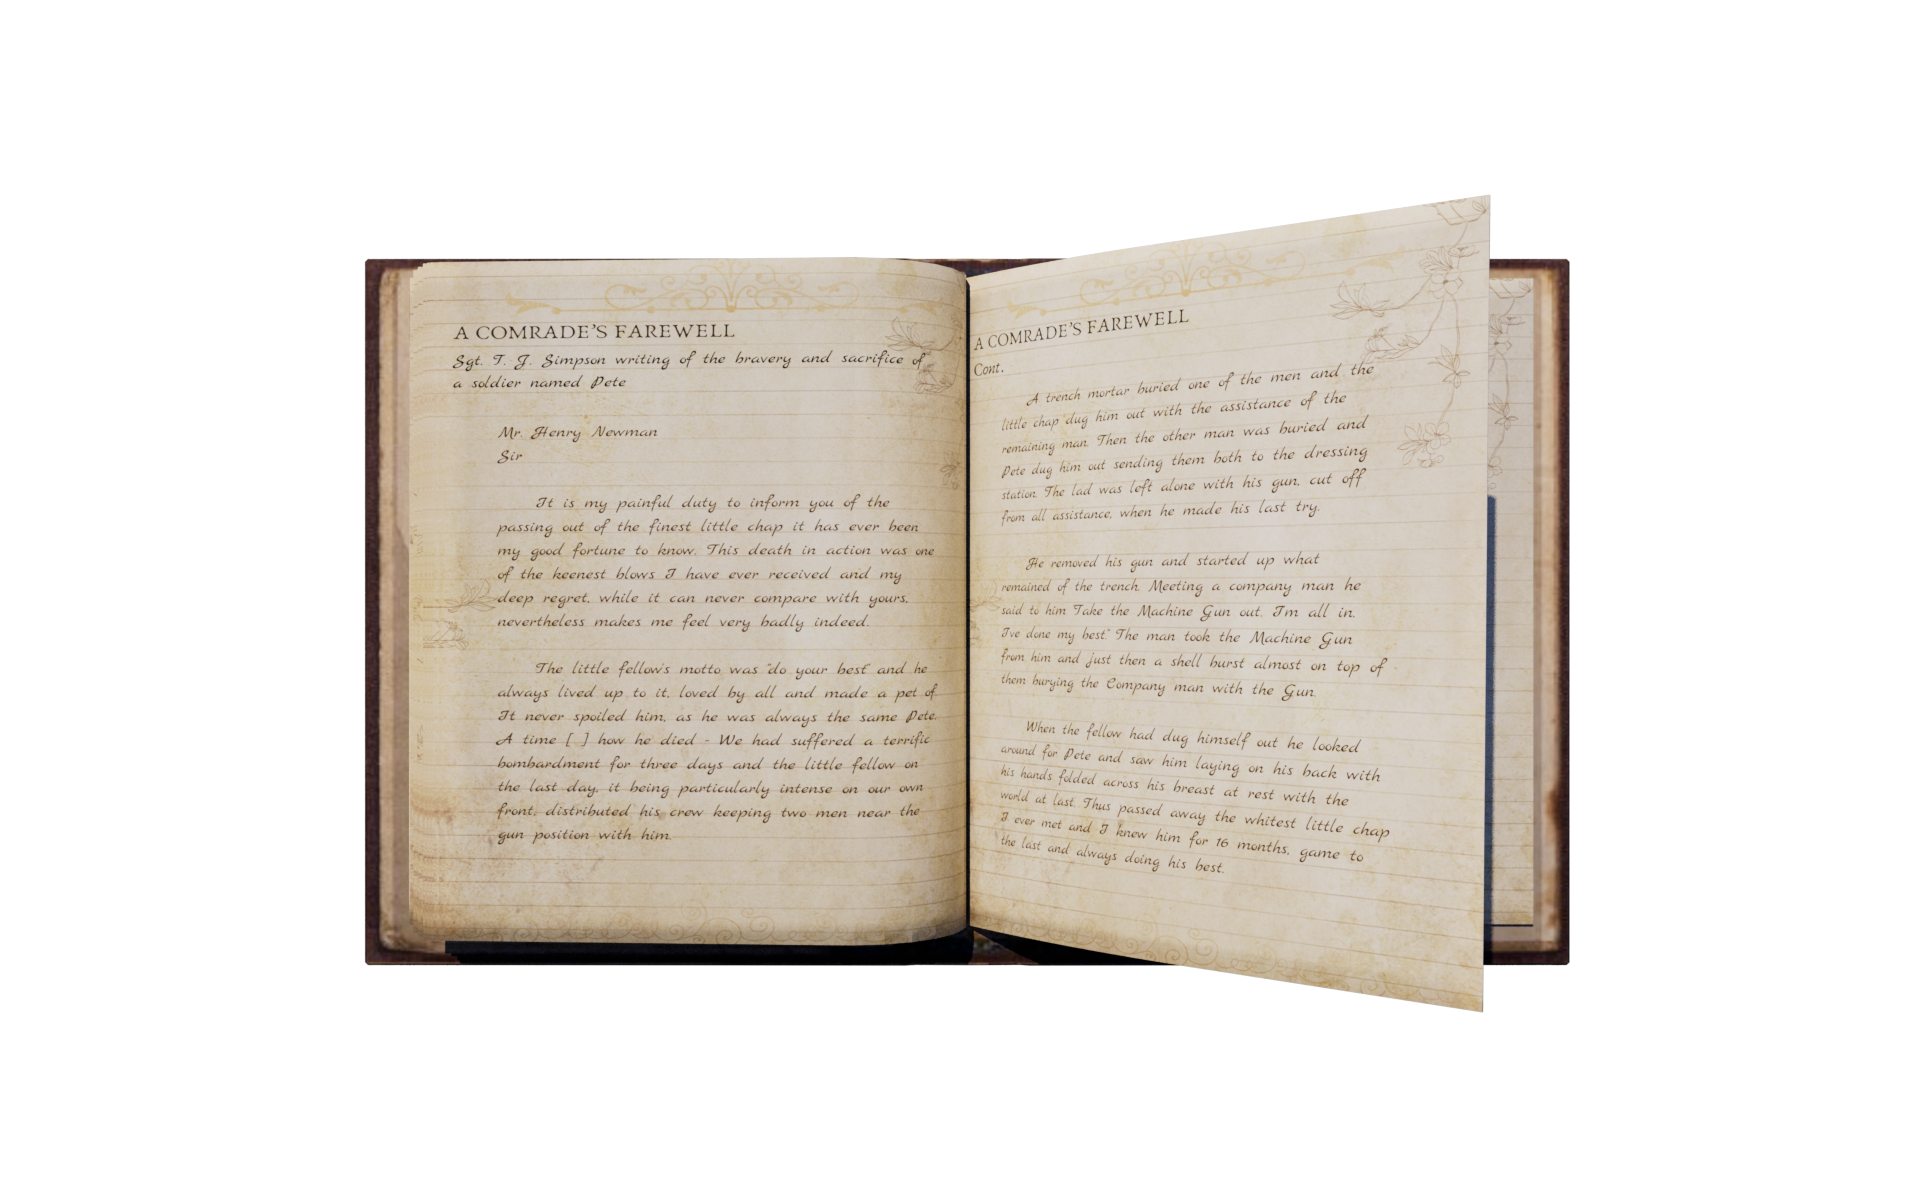 A COMRADE'S FAREWELL
Sgt. T. J. Simpson writing of the bravery and sacrifice of
a soldier named Pete
Mr. Henry Newman
Sir
It is my painful duty to inform you of the
passing out of the finest little chap it has ever been
my good fortune to know. This death in action was one
of the keenest blows I have ever received and my
deep regret, while it can never compare with yours,
nevertheless makes me feel very badly indeed.
The little fellow's motto was "do your best" and he
always lived up to it, loved by all and made a pet of.
It never spoiled him, as he was always the same Pete.
A time [ ] how he died - We had suffered a terrific
bombardment for three days and the little fellow on
the last day, it being particularly intense on our own
front, distributed his crew keeping two men near the
gun position with him.
A COMRADE'S FAREWELL
Cont.
A trench mortar buried one of the men and the
little chap dug him out with the assistance of the
remaining man. Then the other man was buried and
Pete dug him out sending them both to the dressing
station. The lad was left alone with his gun, cut off
from all assistance, when he made his last try.
He removed his gun and started up what
remained of the trench. Meeting a company man he
said to him Take the Machine Gun out. I'm all in.
I've done my best." The man took the Machine Gun
from him and just then a shell burst almost on top of
them burying the Company man with the Gun.
When the fellow had dug himself out he looked
around for Pete and saw him laying on his back with
his hands folded across his breast at rest with the
world at last. Thus passed away the whitest little chap
I ever met and I knew him for 16 months, game to
the last and always doing his best.